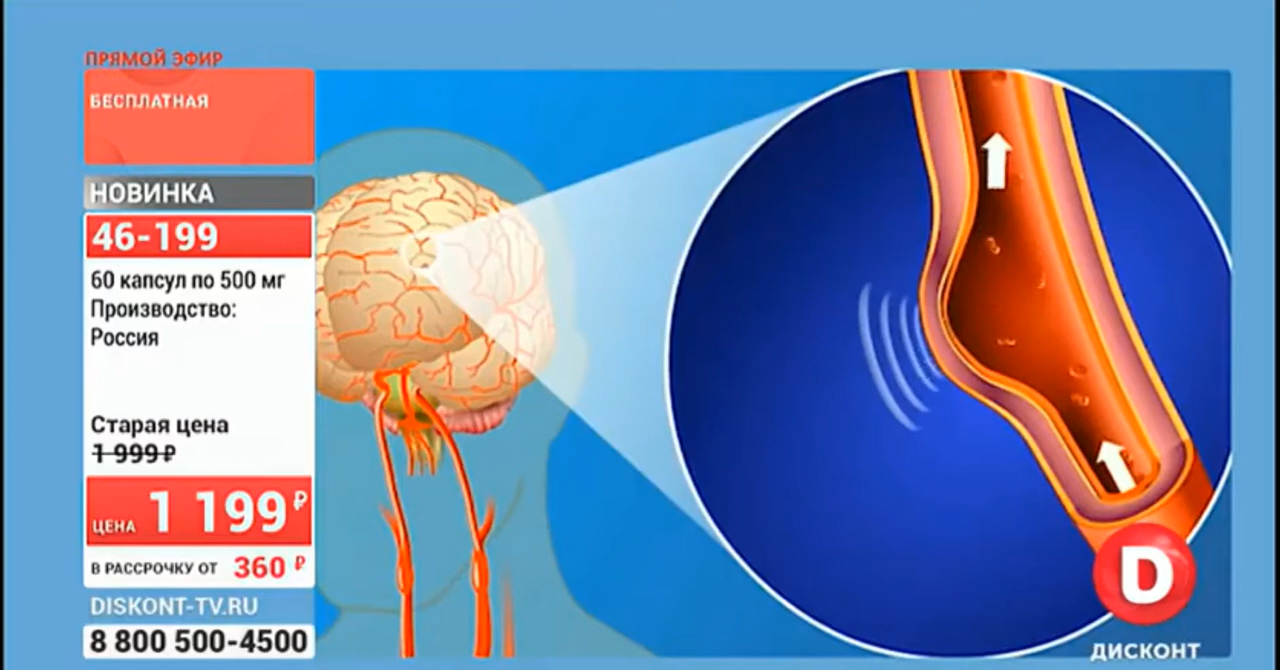 ПРЯМОЙ ЭФИР
БЕСПЛАТНАЯ
НОВИНКА
46-199
60 капсул по 500 мг
Производство:
Россия
Старая цена
1 999 ₽
ЦЕНА 1 199 ₽
В РАССРОЧКУ ОТ 360 ₽
DISKONT-TV.RU
8 800 500-4500
D
ДИСКОНТ